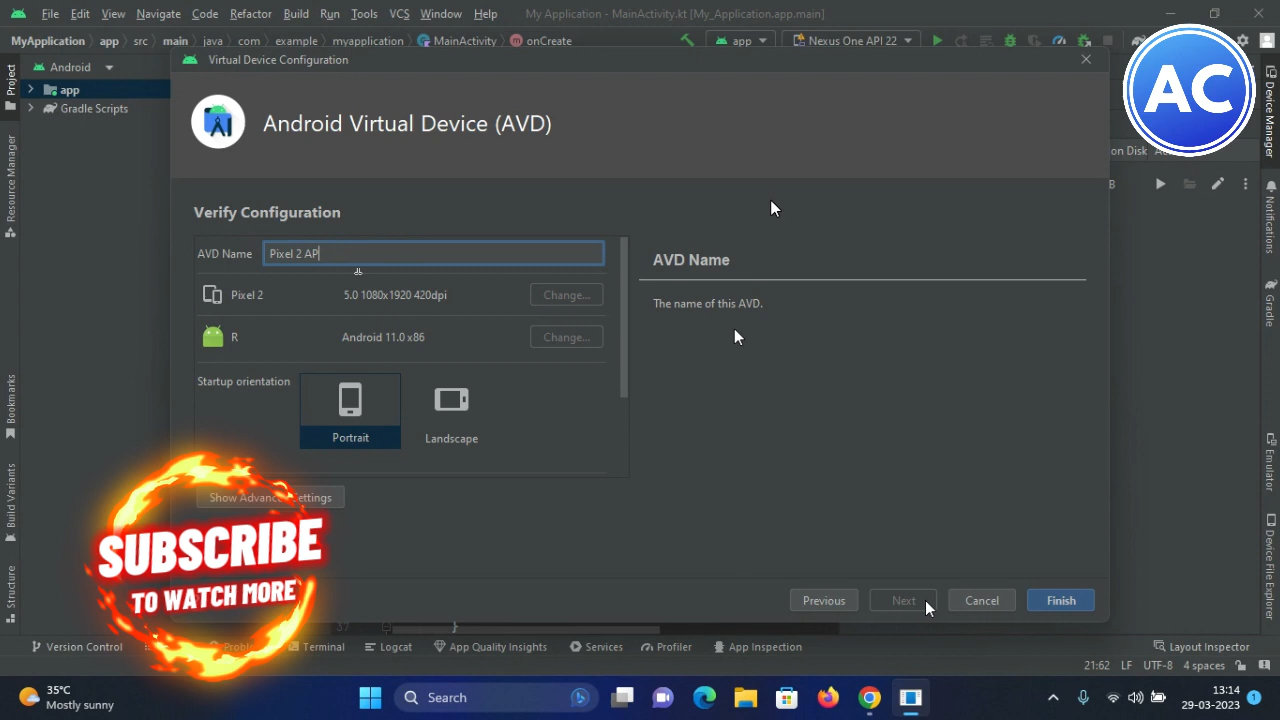 File Edit View Navigate Code Refactor Build Run Tools VCS Window Help My Application - MainActivity.kt [My_Application.app.main]
MyApplication app src main java com example myapplication MainActivity onCreate app Nexus One API 22
Virtual Device Configuration
AC
Project
Android
app
Gradle Scripts
Resource Manager
Bookmarks
Build Variants
Structure
Android Virtual Device (AVD)
Verify Configuration
AVD Name Pixel 2 AP
Pixel 2 5.0 1080x1920 420dpi Change...
R Android 11.0 x86 Change...
Startup orientation
Portrait
Landscape
Show Advanced Settings
AVD Name
The name of this AVD.
Previous Next Cancel Finish
on Disk
Device Manager
Notifications
Gradle
Emulator
Device File Explorer
SUBSCRIBE
TO WATCH MORE
37 }
Version Control Terminal Logcat App Quality Insights Services Profiler App Inspection Layout Inspector
21:62 LF UTF-8 4 spaces
35°C
Mostly sunny
Search
13:14
29-03-2023
1